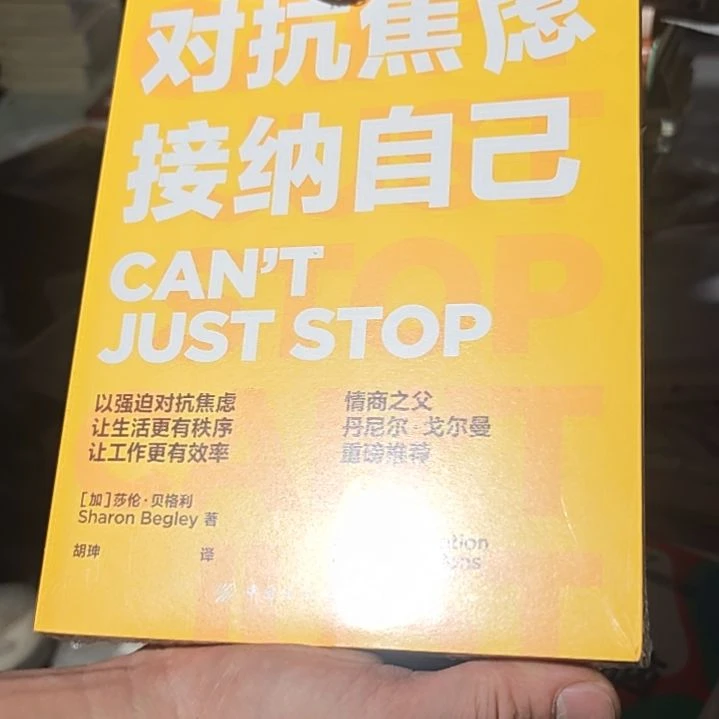 对抗焦虑
接纳自己
CAN'T
JUST STOP
以强迫对抗焦虑
让生活更有秩序
让工作更有效率
情商之父
丹尼尔·戈尔曼
重磅推荐
[加]莎伦·贝格利
Sharon Begley 著
胡珅 译